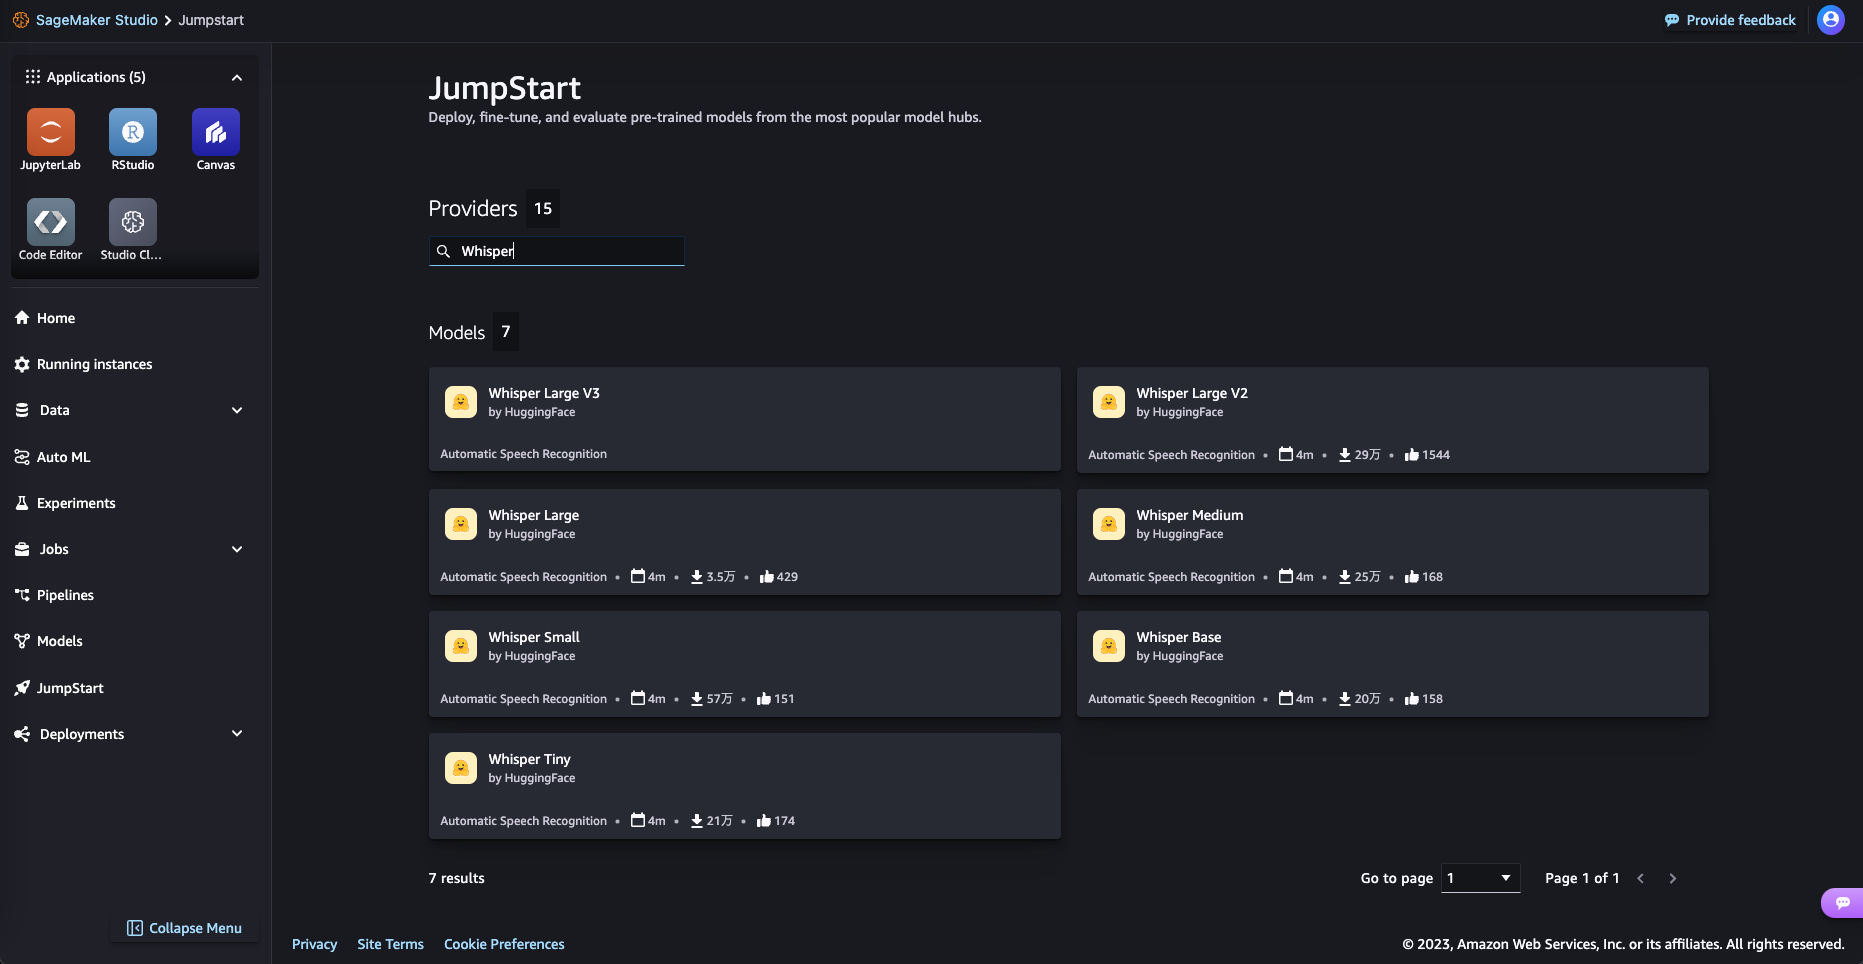 SageMaker Studio > Jumpstart
Provide feedback
Applications (5)
JupyterLab
RStudio
Canvas
Code Editor
Studio Cl...
Home
Running instances
Data
Auto ML
Experiments
Jobs
Pipelines
Models
JumpStart
Deployments
Collapse Menu
JumpStart
Deploy, fine-tune, and evaluate pre-trained models from the most popular model hubs.
Providers 15
Whisper
Models 7
Whisper Large V3
by HuggingFace
Automatic Speech Recognition
Whisper Large V2
by HuggingFace
Automatic Speech Recognition • 4m • 29万 • 1544
Whisper Large
by HuggingFace
Automatic Speech Recognition • 4m • 3.5万 • 429
Whisper Medium
by HuggingFace
Automatic Speech Recognition • 4m • 25万 • 168
Whisper Small
by HuggingFace
Automatic Speech Recognition • 4m • 57万 • 151
Whisper Base
by HuggingFace
Automatic Speech Recognition • 4m • 20万 • 158
Whisper Tiny
by HuggingFace
Automatic Speech Recognition • 4m • 21万 • 174
7 results
Go to page 1
Page 1 of 1
Privacy
Site Terms
Cookie Preferences
© 2023, Amazon Web Services, Inc. or its affiliates. All rights reserved.